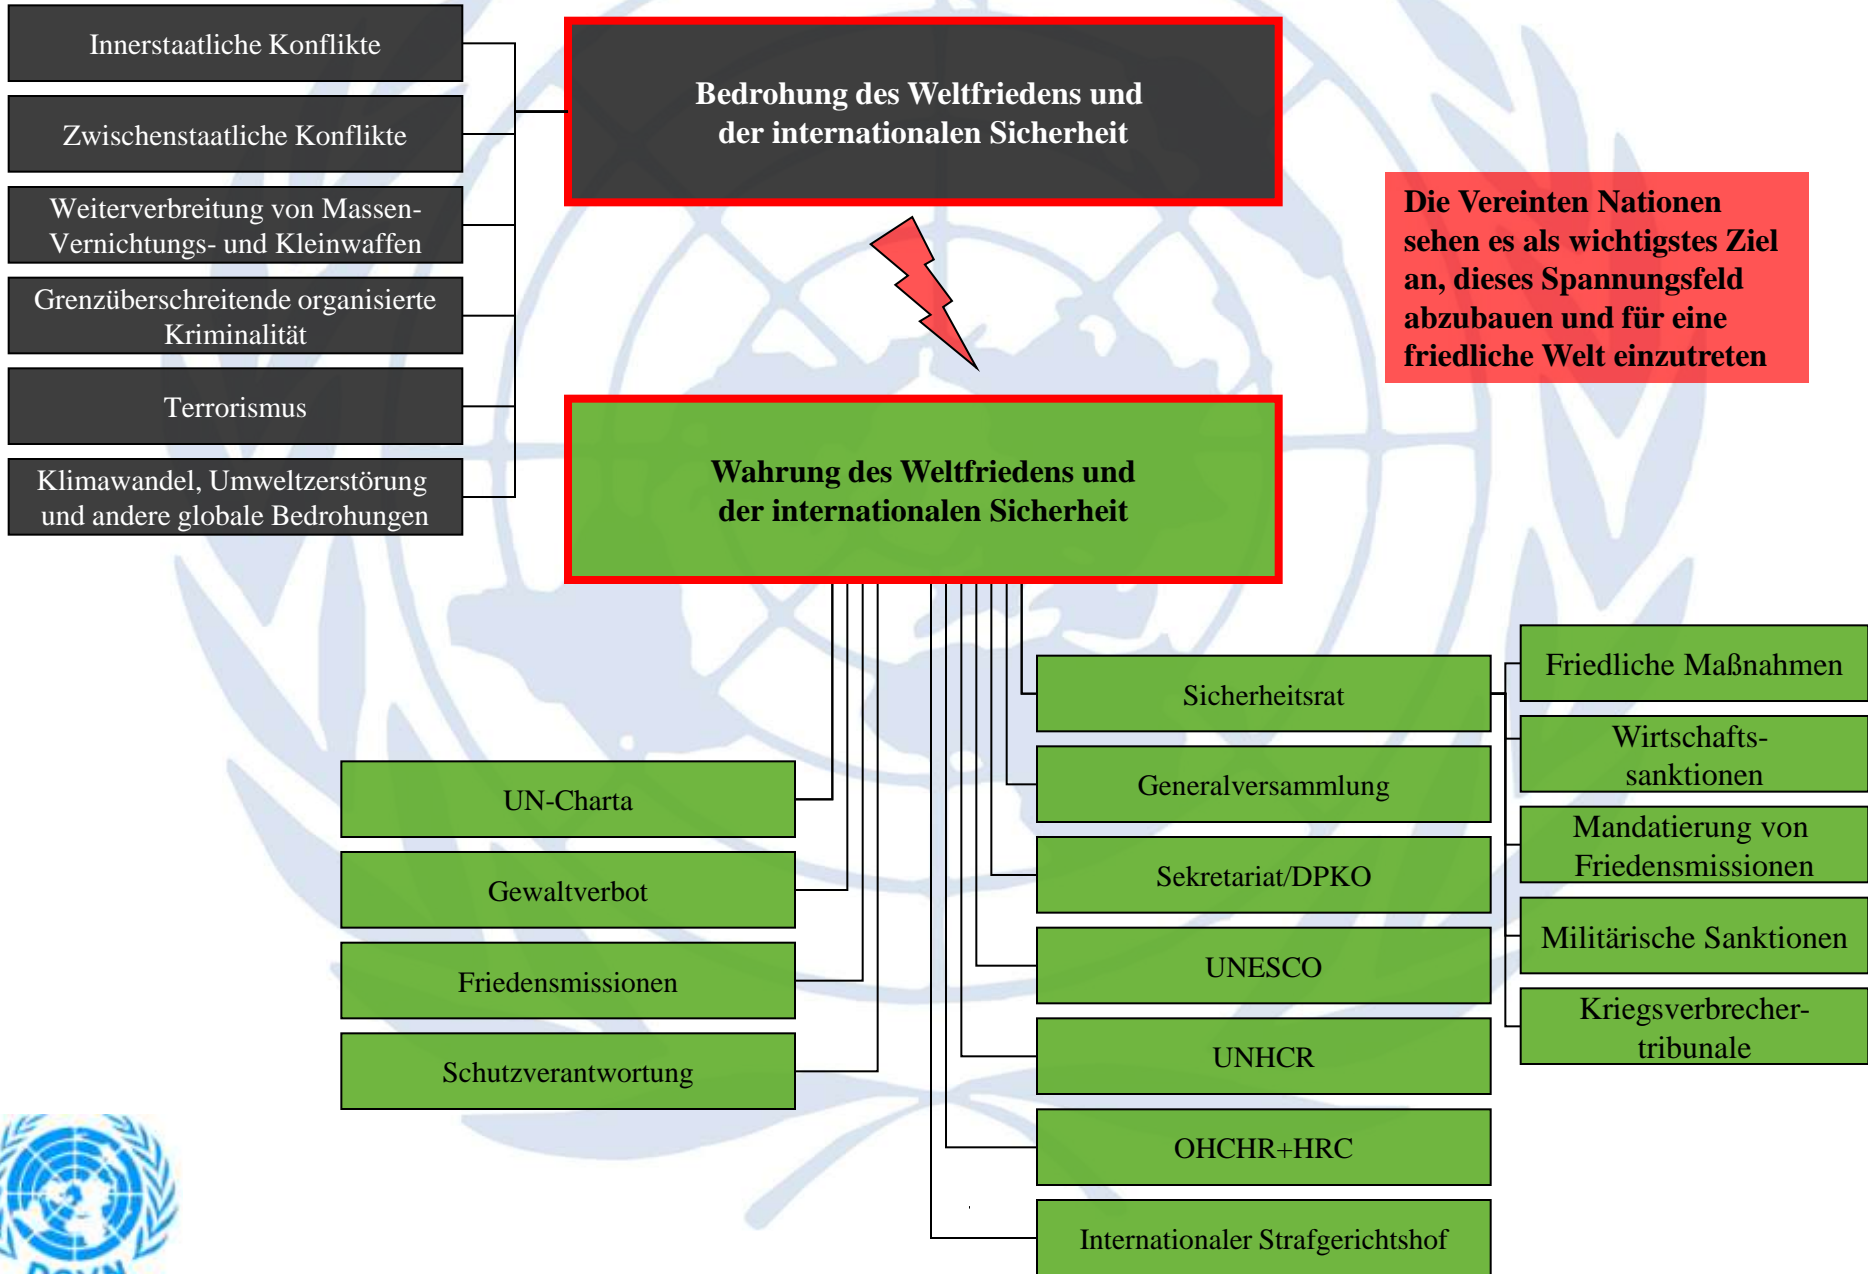 Innerstaatliche Konflikte
Zwischenstaatliche Konflikte
Weiterverbreitung von Massen-
Vernichtungs- und Kleinwaffen
Grenzüberschreitende organisierte
Kriminalität
Terrorismus
Klimawandel, Umweltzerstörung
und andere globale Bedrohungen
Bedrohung des Weltfriedens und
der internationalen Sicherheit
Die Vereinten Nationen
sehen es als wichtigstes Ziel
an, dieses Spannungsfeld
abzubauen und für eine
friedliche Welt einzutreten
Wahrung des Weltfriedens und
der internationalen Sicherheit
UN-Charta
Gewaltverbot
Friedensmissionen
Schutzverantwortung
Sicherheitsrat
Generalversammlung
Sekretariat/DPKO
UNESCO
UNHCR
OHCHR+HRC
Internationaler Strafgerichtshof
Friedliche Maßnahmen
Wirtschafts-
sanktionen
Mandatierung von
Friedensmissionen
Militärische Sanktionen
Kriegsverbrecher-
tribunale